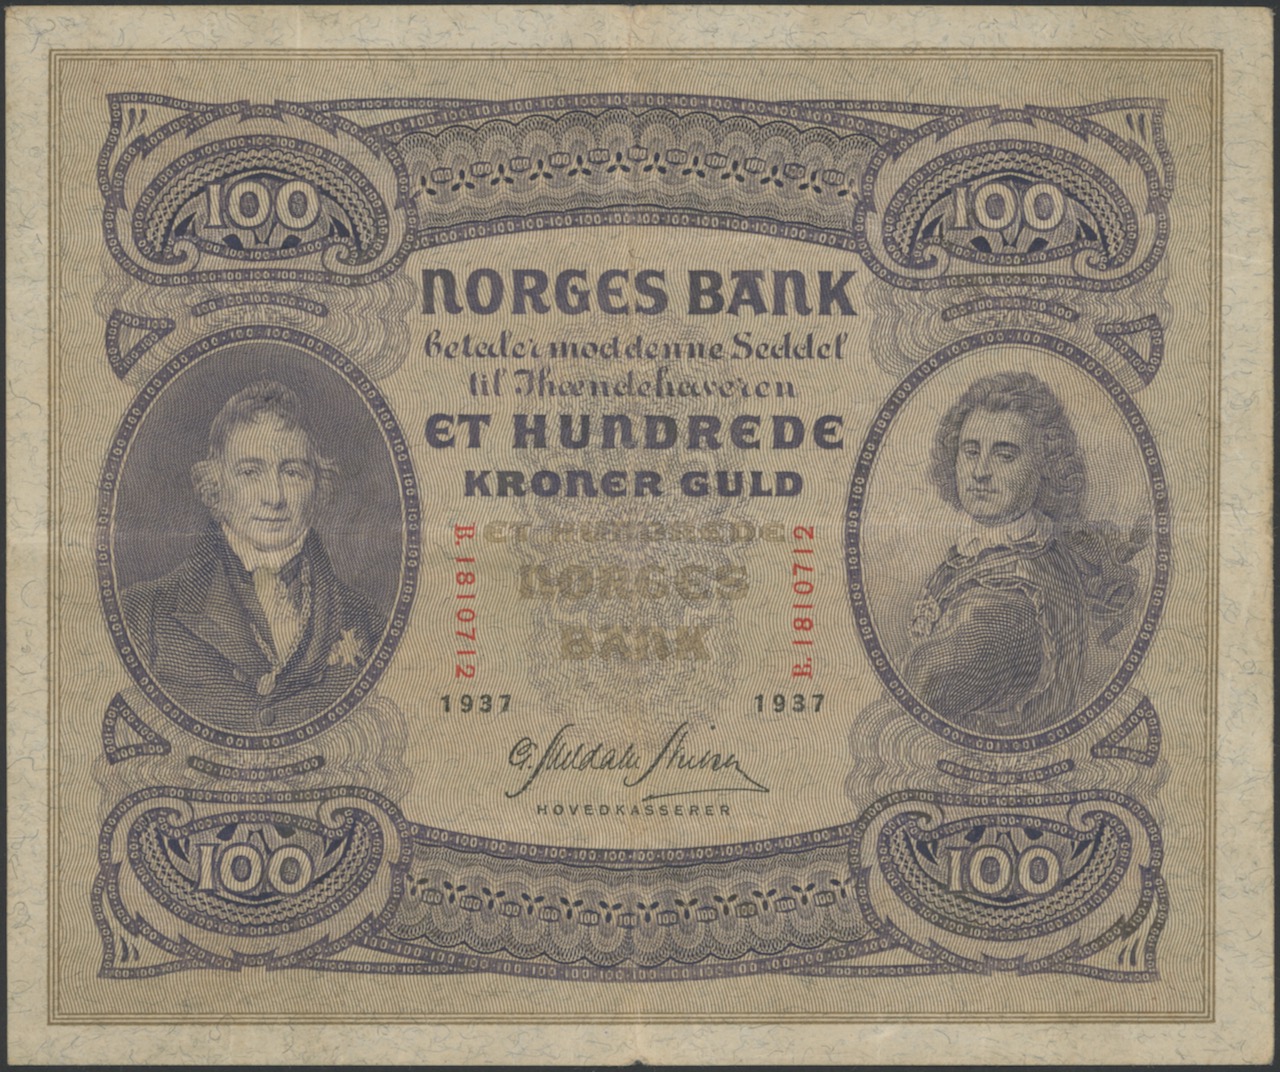 100 100
NORGES BANK
betaler mod denne Seddel
til Ihændehaveren
ET HUNDREDE
KRONER GULD
ET HUNDREDE
NORGES
BANK
B. 1810712 B. 1810712
1937 1937
HOVEDKASSERER
100 100